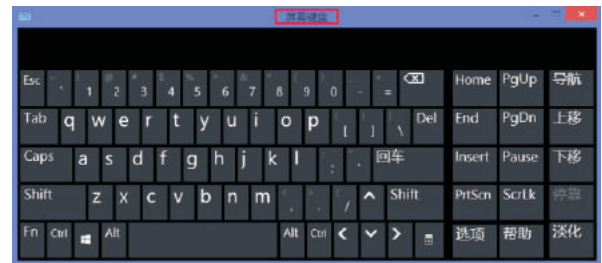 屏幕键盘
Esc ~ ` ! 1 @ 2 # 3 $ 4 % 5 ^ 6 & 7 * 8 ( 9 ) 0 _ - + = Home PgUp 导航
Tab q w e r t y u i o p { [ } ] | \ Del End PgDn 上移
Caps a s d f g h j k l : ; " ' 回车 Insert Pause 下移
Shift z x c v b n m < , > . ? / Shift PrtScn ScrLk 停靠
Fn Ctrl Alt Alt Ctrl 选项 帮助 淡化